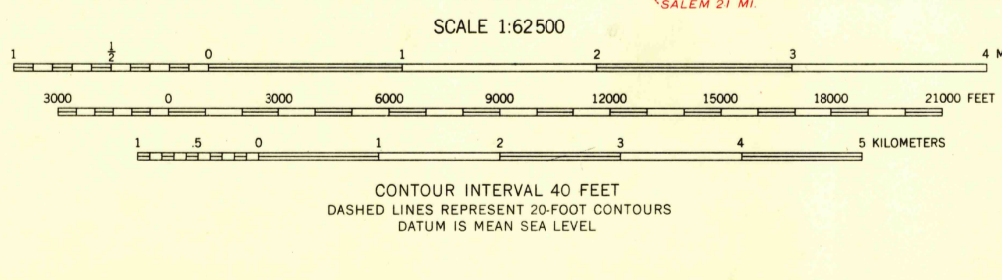 SALEM 21 MI.
SCALE 1:62500
1 ½ 0 1 2 3 4 M
3000 0 3000 6000 9000 12000 15000 18000 21000 FEET
1 .5 0 1 2 3 4 5 KILOMETERS
CONTOUR INTERVAL 40 FEET
DASHED LINES REPRESENT 20-FOOT CONTOURS
DATUM IS MEAN SEA LEVEL